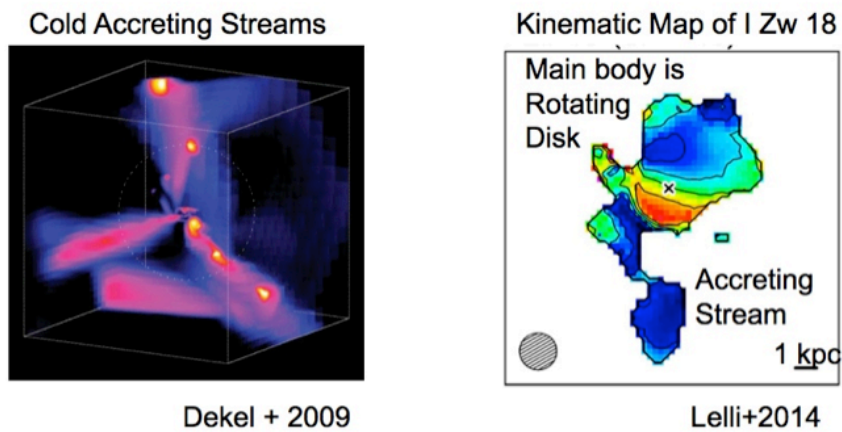 Cold Accreting Streams
Dekel + 2009
Kinematic Map of I Zw 18
Main body is
Rotating
Disk
Accreting
Stream
1 kpc
Lelli+2014